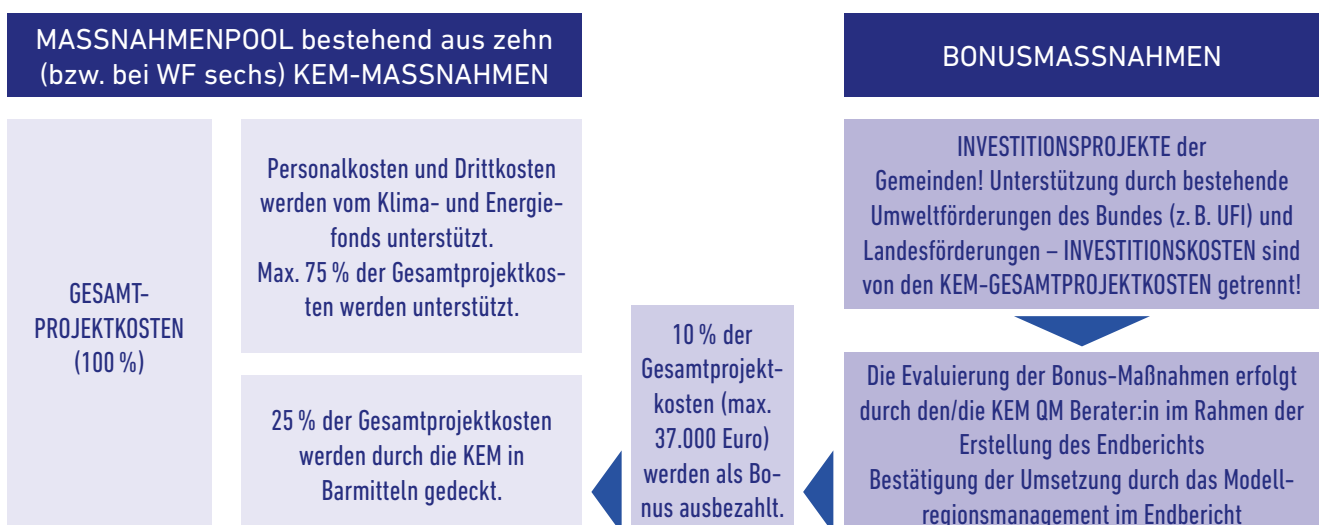 MASSNAHMENPOOL bestehend aus zehn
(bzw. bei WF sechs) KEM-MASSNAHMEN
GESAMT-
PROJEKTKOSTEN
(100 %)
Personalkosten und Drittkosten
werden vom Klima- und Energie-
fonds unterstützt.
Max. 75 % der Gesamtprojektkos-
ten werden unterstützt.
25 % der Gesamtprojektkosten
werden durch die KEM in
Barmitteln gedeckt.
10 % der
Gesamtprojekt-
kosten (max.
37.000 Euro)
werden als Bo-
nus ausbezahlt.
BONUSMASSNAHMEN
INVESTITIONSPROJEKTE der
Gemeinden! Unterstützung durch bestehende
Umweltförderungen des Bundes (z. B. UFI) und
Landesförderungen – INVESTITIONSKOSTEN sind
von den KEM-GESAMTPROJEKTKOSTEN getrennt!
Die Evaluierung der Bonus-Maßnahmen erfolgt
durch den/die KEM QM Berater:in im Rahmen der
Erstellung des Endberichts
Bestätigung der Umsetzung durch das Modell-
regionsmanagement im Endbericht